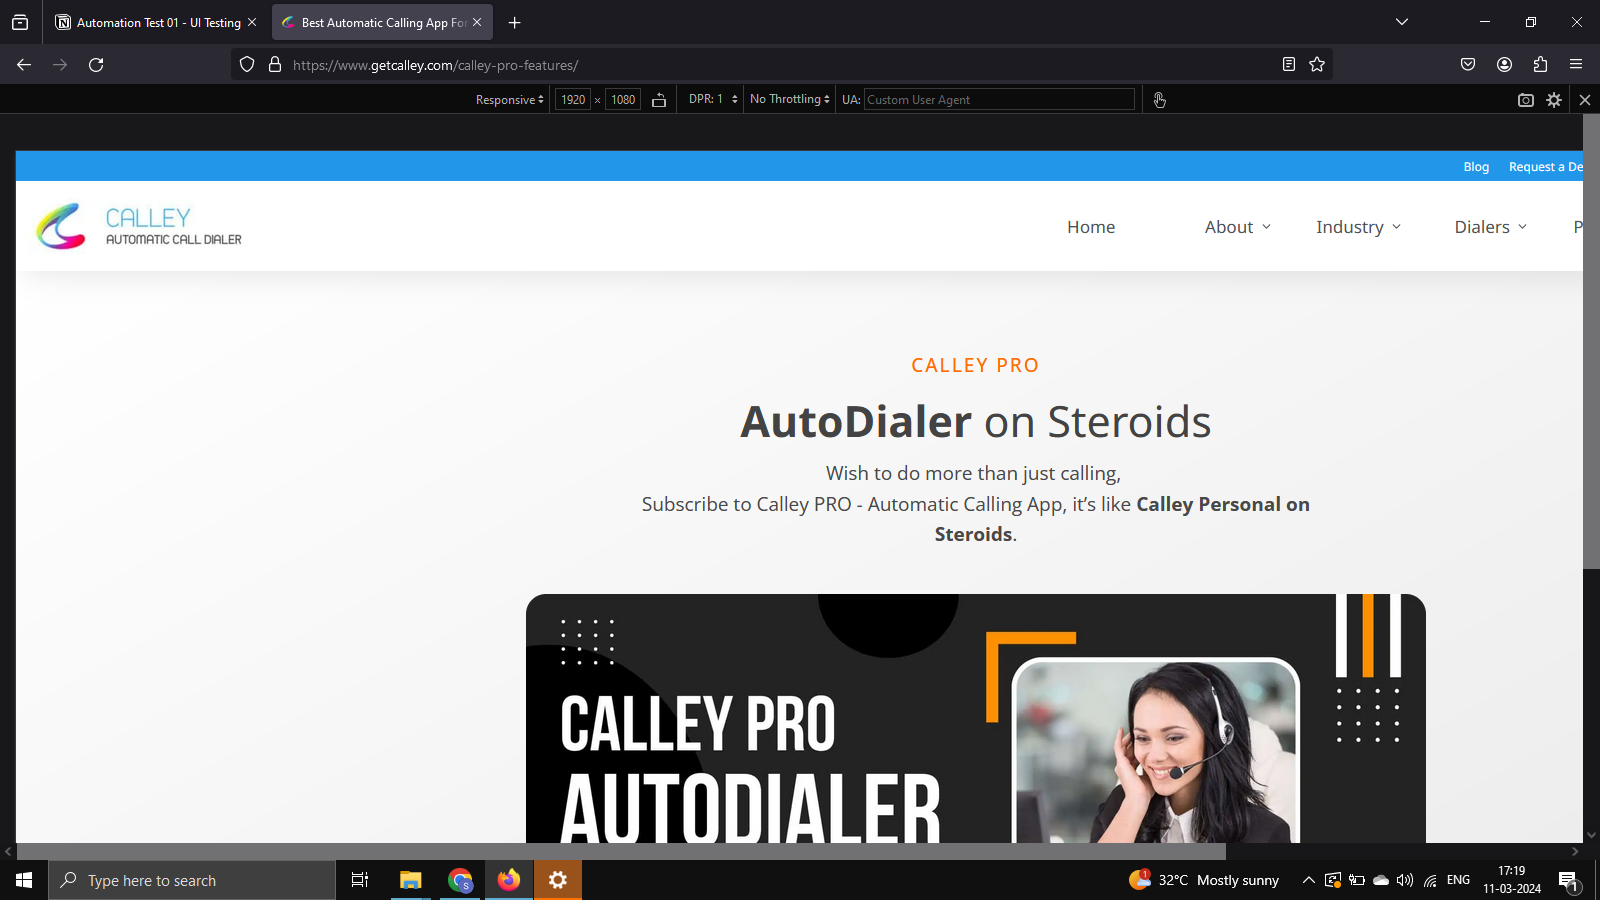 Automation Test 01 - UI Testing
Best Automatic Calling App For
https://www.getcalley.com/calley-pro-features/
Responsive 1920 × 1080 DPR: 1 No Throttling UA: Custom User Agent
Blog Request a De
CALLEY
AUTOMATIC CALL DIALER
Home About Industry Dialers P
CALLEY PRO
AutoDialer on Steroids
Wish to do more than just calling,
Subscribe to Calley PRO - Automatic Calling App, it’s like Calley Personal on
Steroids.
CALLEY PRO
AUTODIALER
Type here to search
S
1
32°C Mostly sunny
ENG
17:19
11-03-2024
1